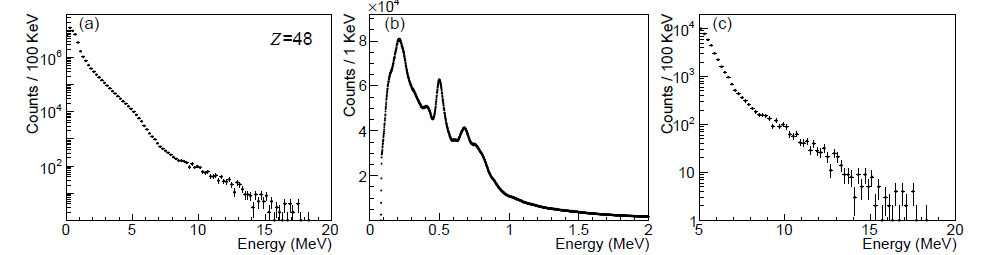 (a)
Z=48
Counts / 100 KeV
10^6
10^4
10^2
0 5 10 15 20
Energy (MeV)
×10^4
(b)
Counts / 1 KeV
8
6
4
2
0 0.5 1 1.5 2
Energy (MeV)
(c)
Counts / 100 KeV
10^4
10^3
10^2
10
1
5 10 15 20
Energy (MeV)